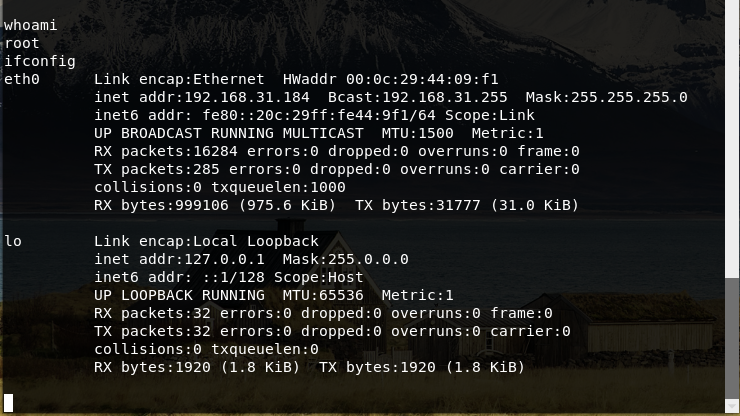 whoami
root
ifconfig
eth0      Link encap:Ethernet  HWaddr 00:0c:29:44:09:f1
          inet addr:192.168.31.184  Bcast:192.168.31.255  Mask:255.255.255.0
          inet6 addr: fe80::20c:29ff:fe44:9f1/64 Scope:Link
          UP BROADCAST RUNNING MULTICAST  MTU:1500  Metric:1
          RX packets:16284 errors:0 dropped:0 overruns:0 frame:0
          TX packets:285 errors:0 dropped:0 overruns:0 carrier:0
          collisions:0 txqueuelen:1000
          RX bytes:999106 (975.6 KiB)  TX bytes:31777 (31.0 KiB)

lo        Link encap:Local Loopback
          inet addr:127.0.0.1  Mask:255.0.0.0
          inet6 addr: ::1/128 Scope:Host
          UP LOOPBACK RUNNING  MTU:65536  Metric:1
          RX packets:32 errors:0 dropped:0 overruns:0 frame:0
          TX packets:32 errors:0 dropped:0 overruns:0 carrier:0
          collisions:0 txqueuelen:0
          RX bytes:1920 (1.8 KiB)  TX bytes:1920 (1.8 KiB)